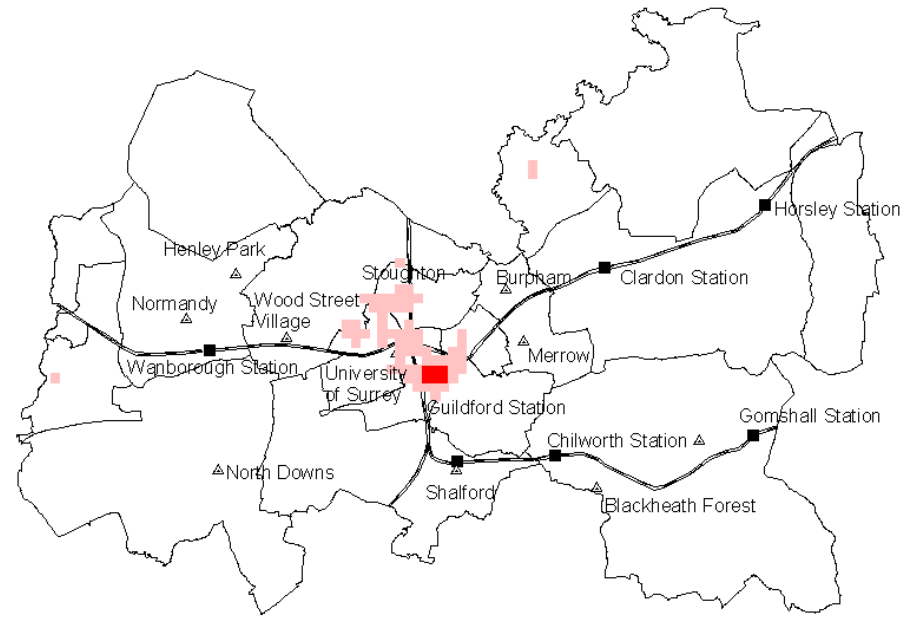 Horsley Station
Henley Park
Stoughton
Burpham
Clardon Station
Normandy
Wood Street
Village
Merrow
Wanborough Station
University
of Surrey
Guildford Station
Gomshall Station
Chilworth Station
North Downs
Shalford
Blackheath Forest